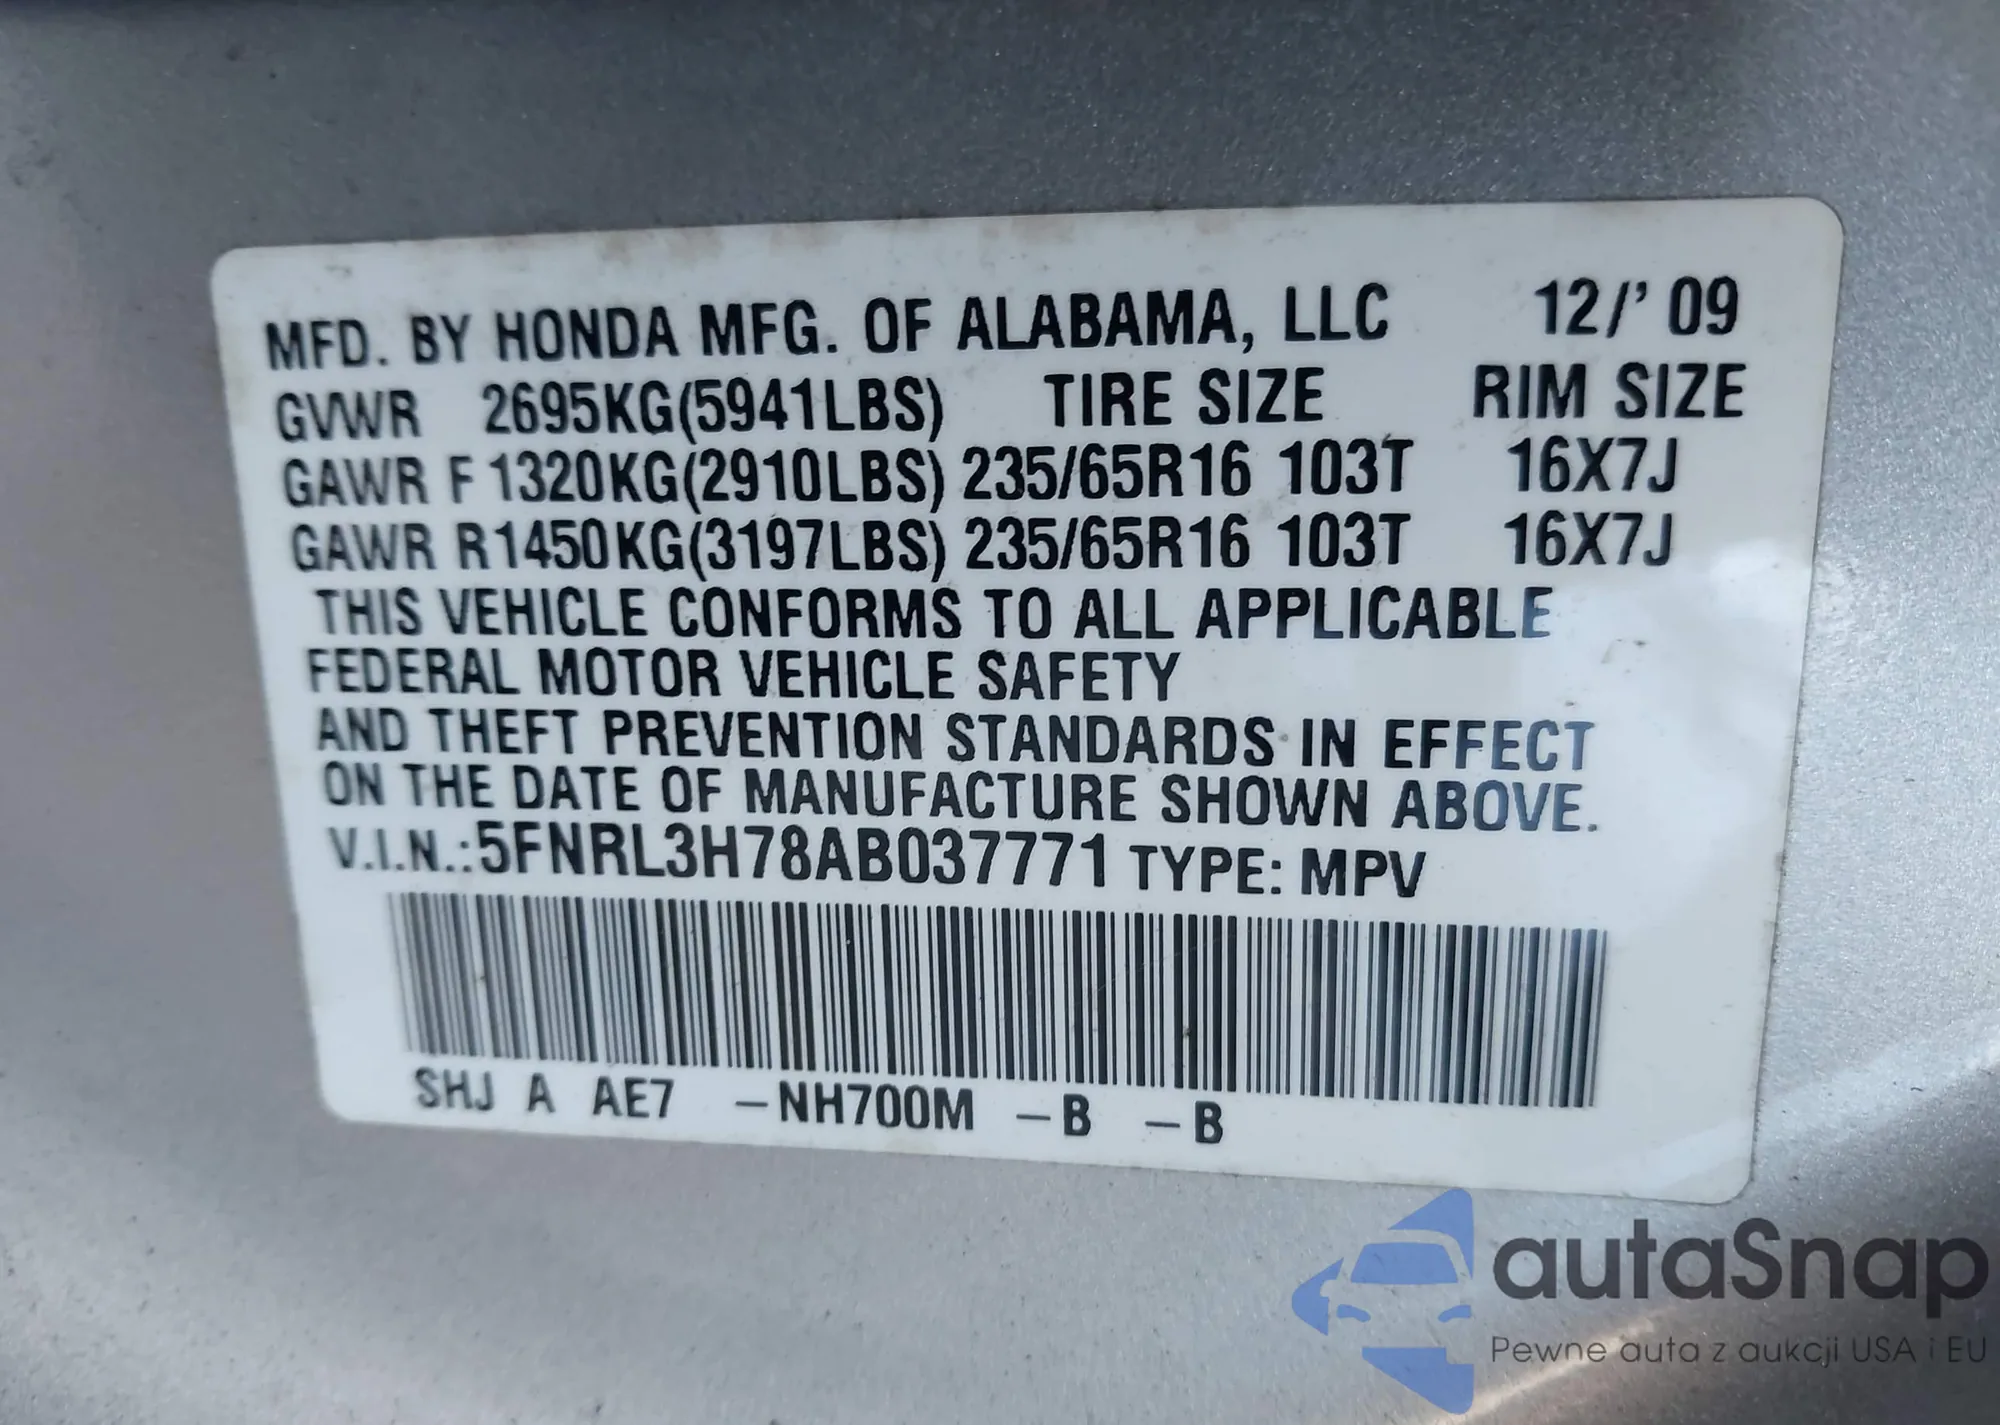 MFD. BY HONDA MFG. OF ALABAMA, LLC 12/' 09
GVWR 2695KG(5941LBS) TIRE SIZE RIM SIZE
GAWR F 1320KG(2910LBS) 235/65R16 103T 16X7J
GAWR R1450KG(3197LBS) 235/65R16 103T 16X7J
THIS VEHICLE CONFORMS TO ALL APPLICABLE
FEDERAL MOTOR VEHICLE SAFETY
AND THEFT PREVENTION STANDARDS IN EFFECT
ON THE DATE OF MANUFACTURE SHOWN ABOVE.
V.I.N.:5FNRL3H78AB037771 TYPE: MPV
SHJ A AE7 –NH700M –B –B
autaSnap
Pewne auta z aukcji USA i EU